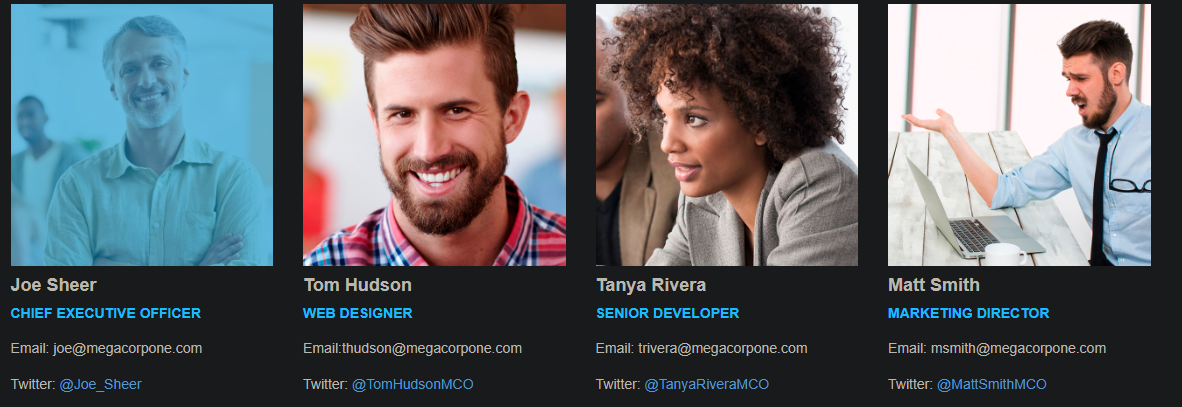 Joe Sheer
CHIEF EXECUTIVE OFFICER
Email: joe@megacorpone.com
Twitter: @Joe_Sheer
Tom Hudson
WEB DESIGNER
Email:thudson@megacorpone.com
Twitter: @TomHudsonMCO
Tanya Rivera
SENIOR DEVELOPER
Email: trivera@megacorpone.com
Twitter: @TanyaRiveraMCO
Matt Smith
MARKETING DIRECTOR
Email: msmith@megacorpone.com
Twitter: @MattSmithMCO